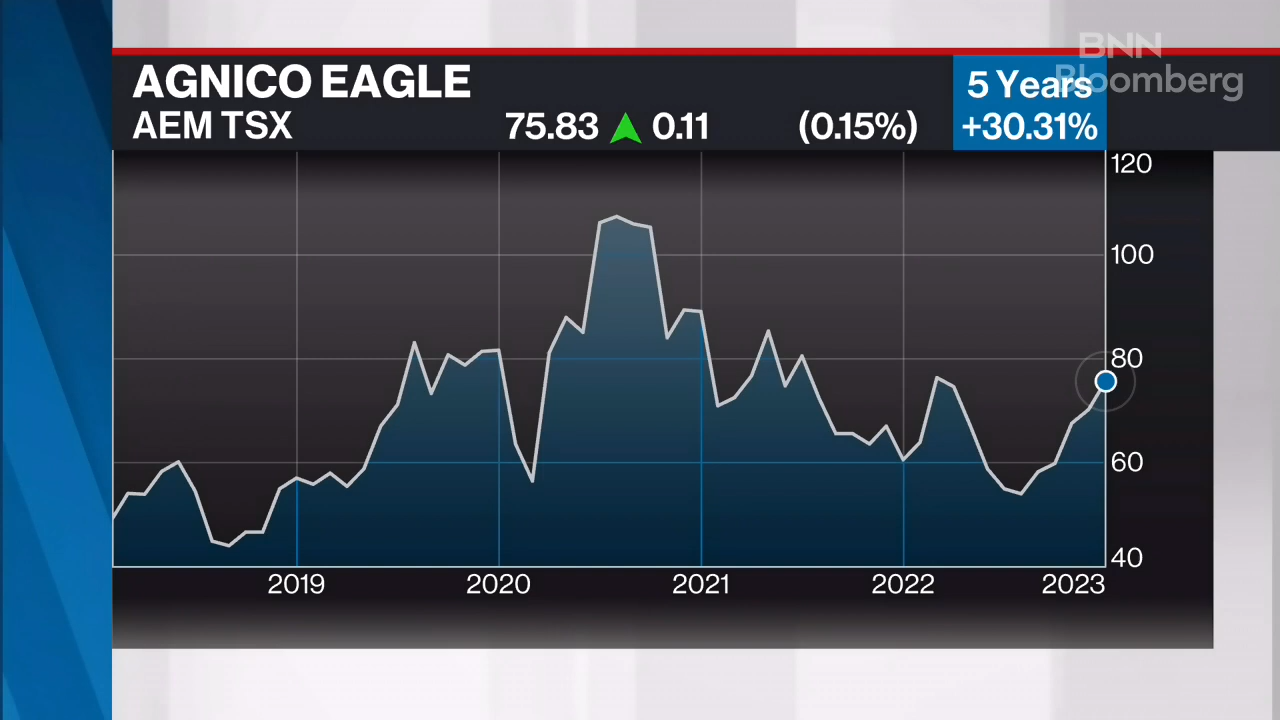 BNN
Bloomberg
AGNICO EAGLE
AEM TSX
75.83 ▲ 0.11 (0.15%)
5 Years
+30.31%
120
100
80
60
40
2019 2020 2021 2022 2023